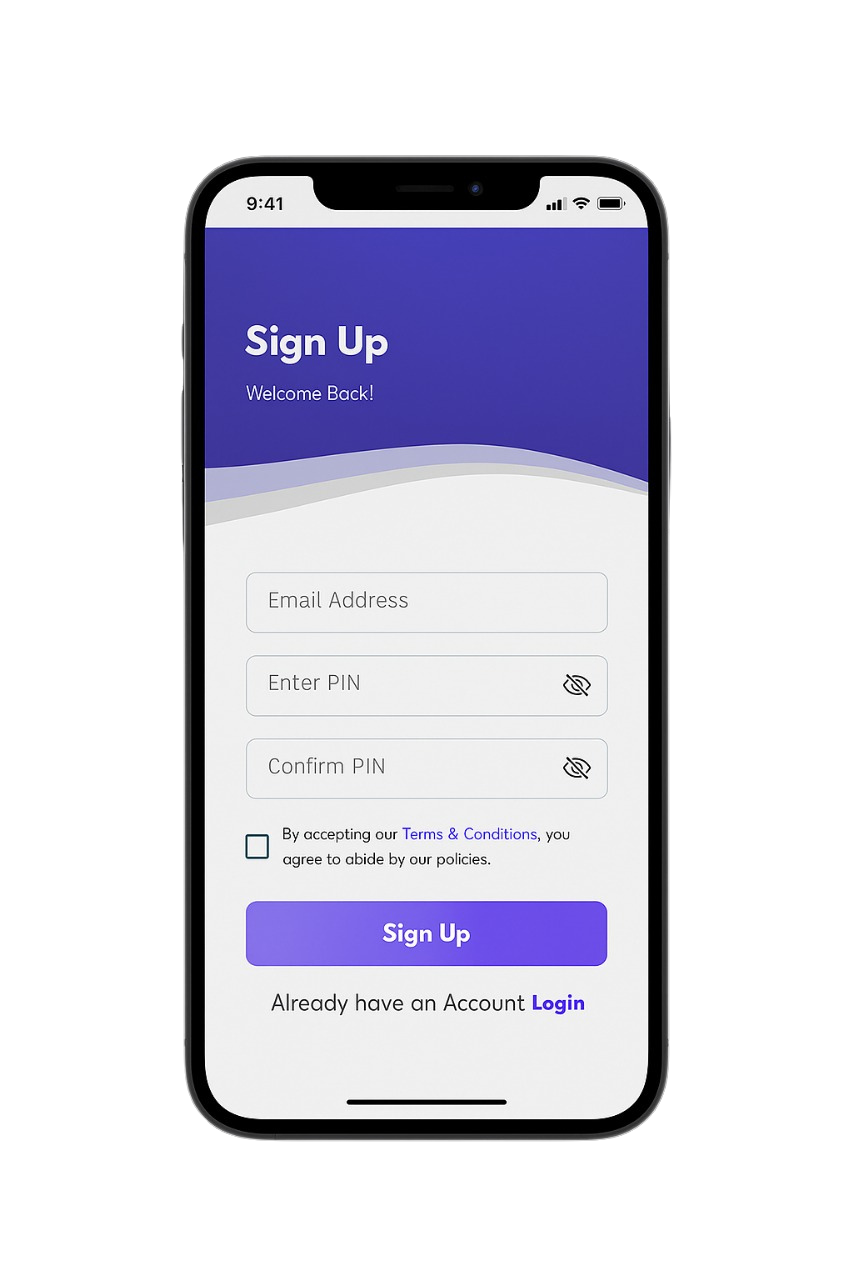 9:41
Sign Up
Welcome Back!
Email Address
Enter PIN
Confirm PIN
By accepting our Terms & Conditions, you
agree to abide by our policies.
Sign Up
Already have an Account Login